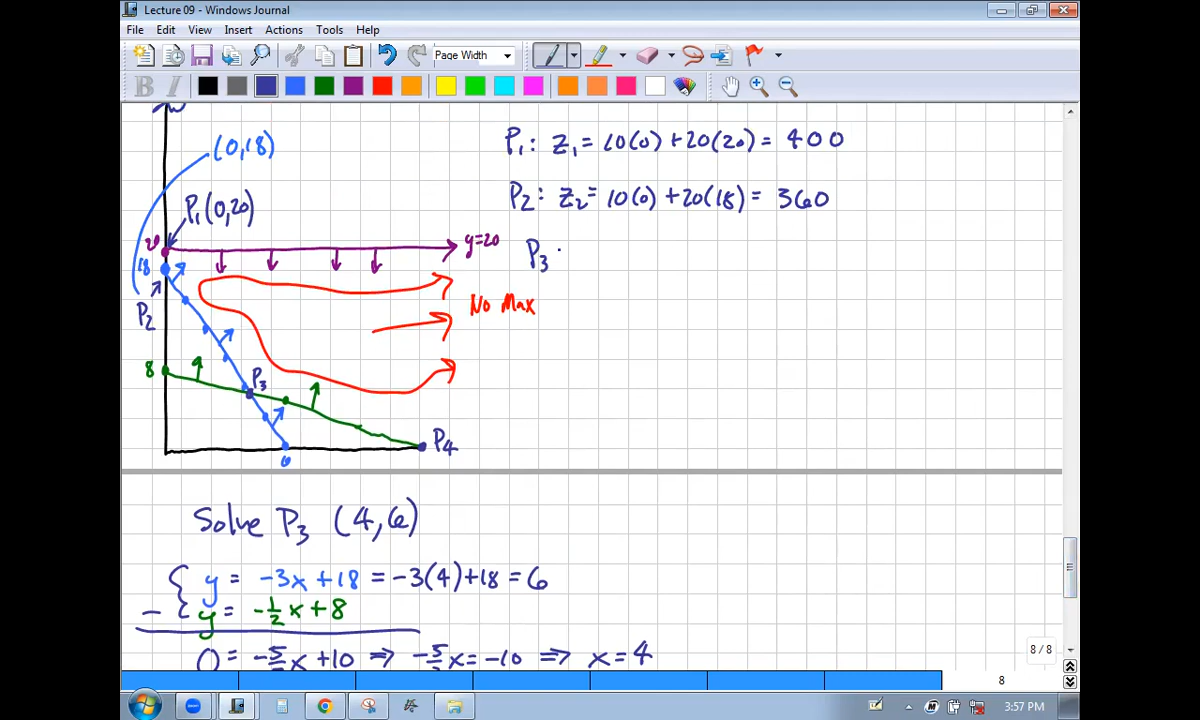 Lecture 09 - Windows Journal
File Edit View Insert Actions Tools Help
Page Width
B I
(0,18)
P₁: Z₁ = 10(0) + 20(20) = 400
P₁(0,20)
P₂: Z₂ = 10(0) + 20(18) = 360
20
y=20
P₃ ·
18
P₂
No Max
8
P₃
P₄
6
Solve P₃ (4,6)
y = -3x+18 = -3(4)+18 = 6
- y = -½x+8
0 = -5/2x+10 ⇒ -5/2x=-10 ⇒ x=4
8 / 8
8
3:57 PM